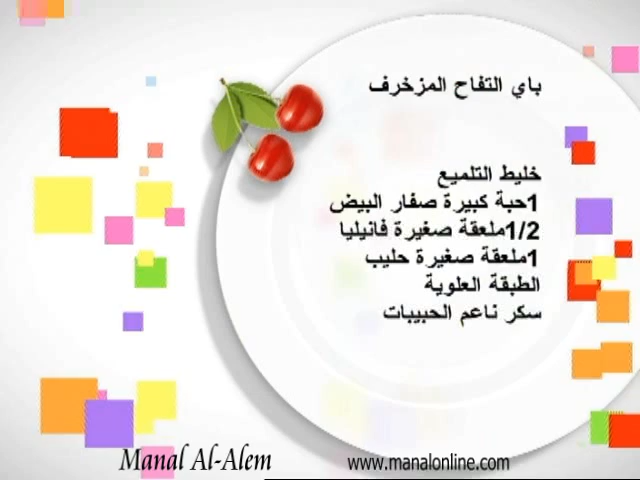 باي التفاح المزخرف
خليط التلميع
1حبة كبيرة صفار البيض
1/2ملعقة صغيرة فانيليا
1ملعقة صغيرة حليب
الطبقة العلوية
سكر ناعم الحبيبات
Manal Al-Alem
www.manalonline.com